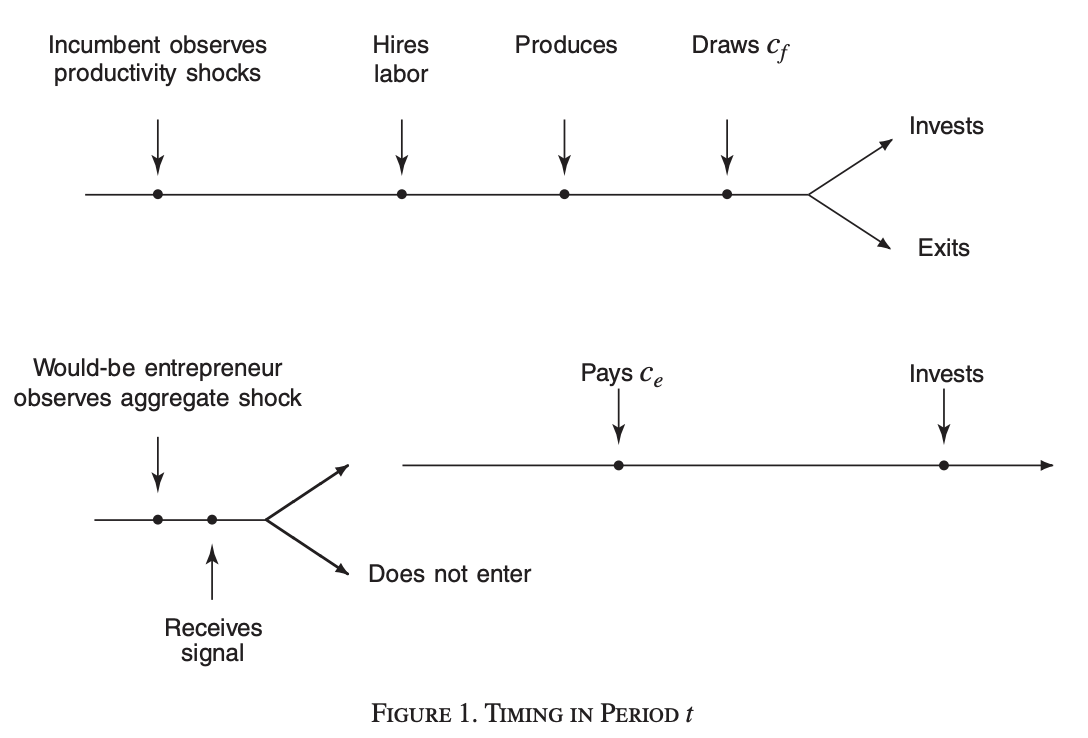 Incumbent observes
productivity shocks
Hires
labor
Produces
Draws c_f
Invests
Exits
Would-be entrepreneur
observes aggregate shock
Pays c_e
Invests
Does not enter
Receives
signal
FIGURE 1. TIMING IN PERIOD t